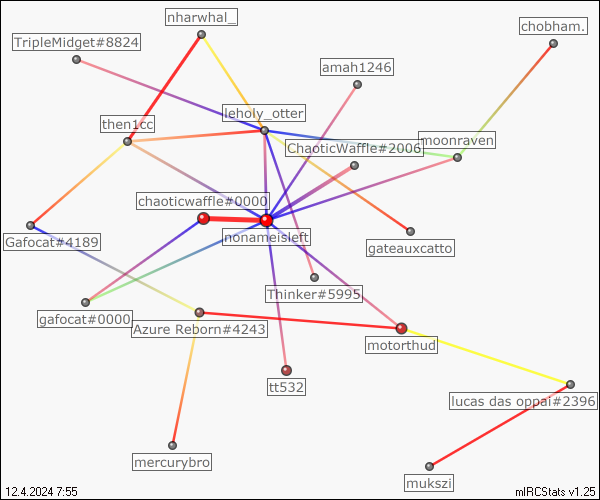 nharwhal_
chobham.
TripleMidget#8824
amah1246
leholy_otter
then1cc
moonraven
ChaoticWaffle#2006
chaoticwaffle#0000
nonameisleft
Gafocat#4189
gateauxcatto
Thinker#5995
gafocat#0000
Azure Reborn#4243
motorthud
tt532
lucas das oppai#2396
mercurybro
mukszi
12.4.2024 7:55
mIRCStats v1.25